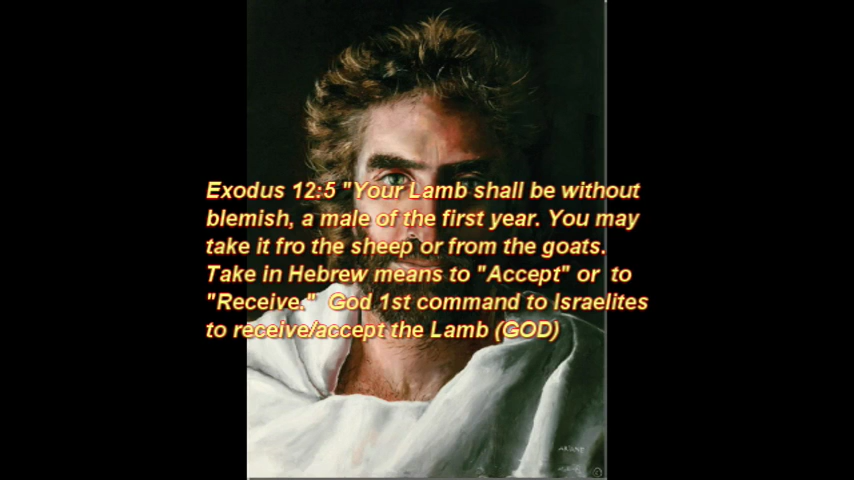 Exodus 12:5 "Your Lamb shall be without
blemish, a male of the first year. You may
take it fro the sheep or from the goats.
Take in Hebrew means to "Accept" or  to
"Receive."  God 1st command to Israelites
to receive/accept the Lamb (GOD)